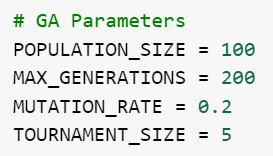 # GA Parameters
POPULATION_SIZE = 100
MAX_GENERATIONS = 200
MUTATION_RATE = 0.2
TOURNAMENT_SIZE = 5